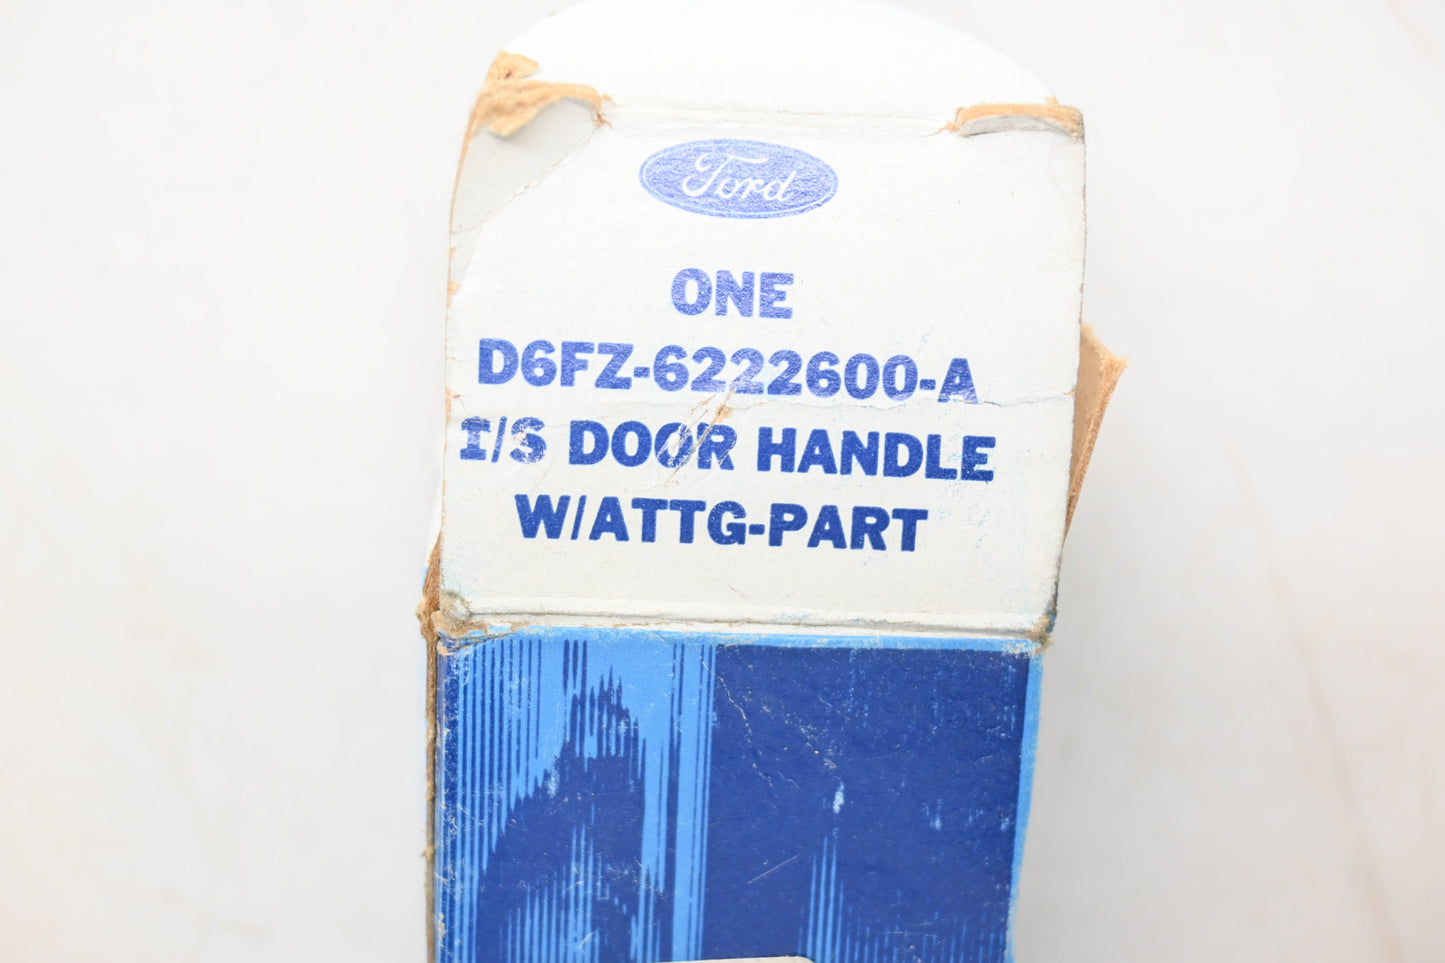 Ford
ONE
D6FZ-6222600-A
I/S DOOR HANDLE
W/ATTG-PART